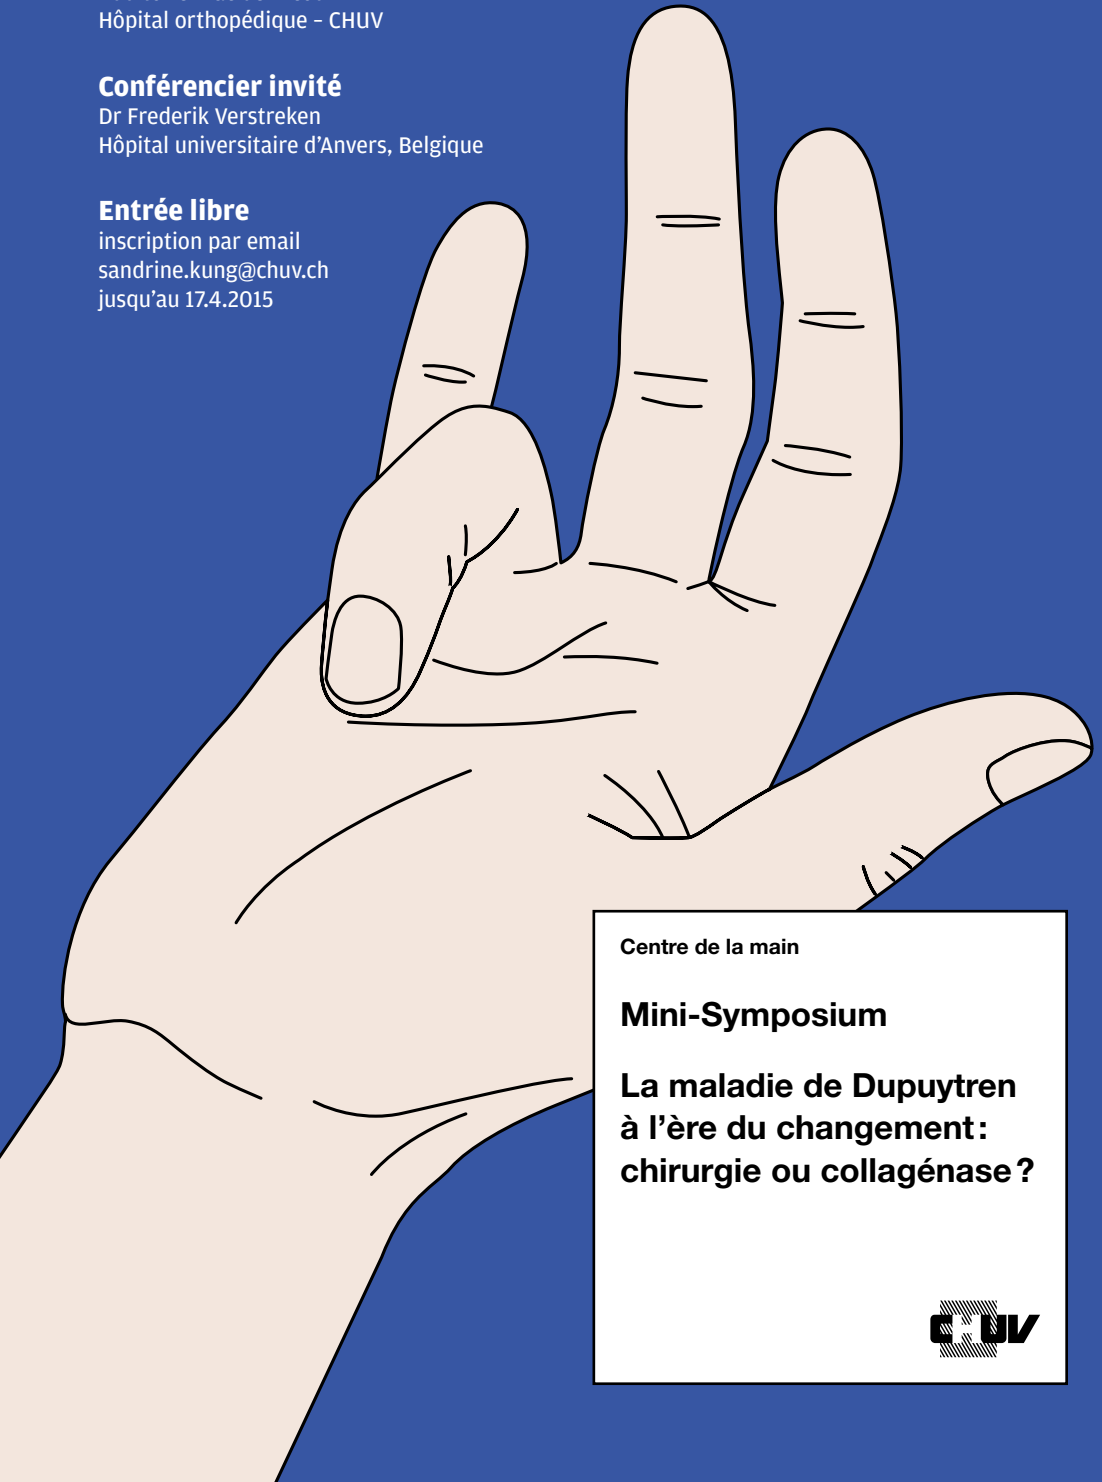 Hôpital orthopédique – CHUV
Conférencier invité
Dr Frederik Verstreken
Hôpital universitaire d’Anvers, Belgique
Entrée libre
inscription par email
sandrine.kung@chuv.ch
jusqu’au 17.4.2015
Centre de la main
Mini-Symposium
La maladie de Dupuytren
à l’ère du changement :
chirurgie ou collagénase ?
CHUV